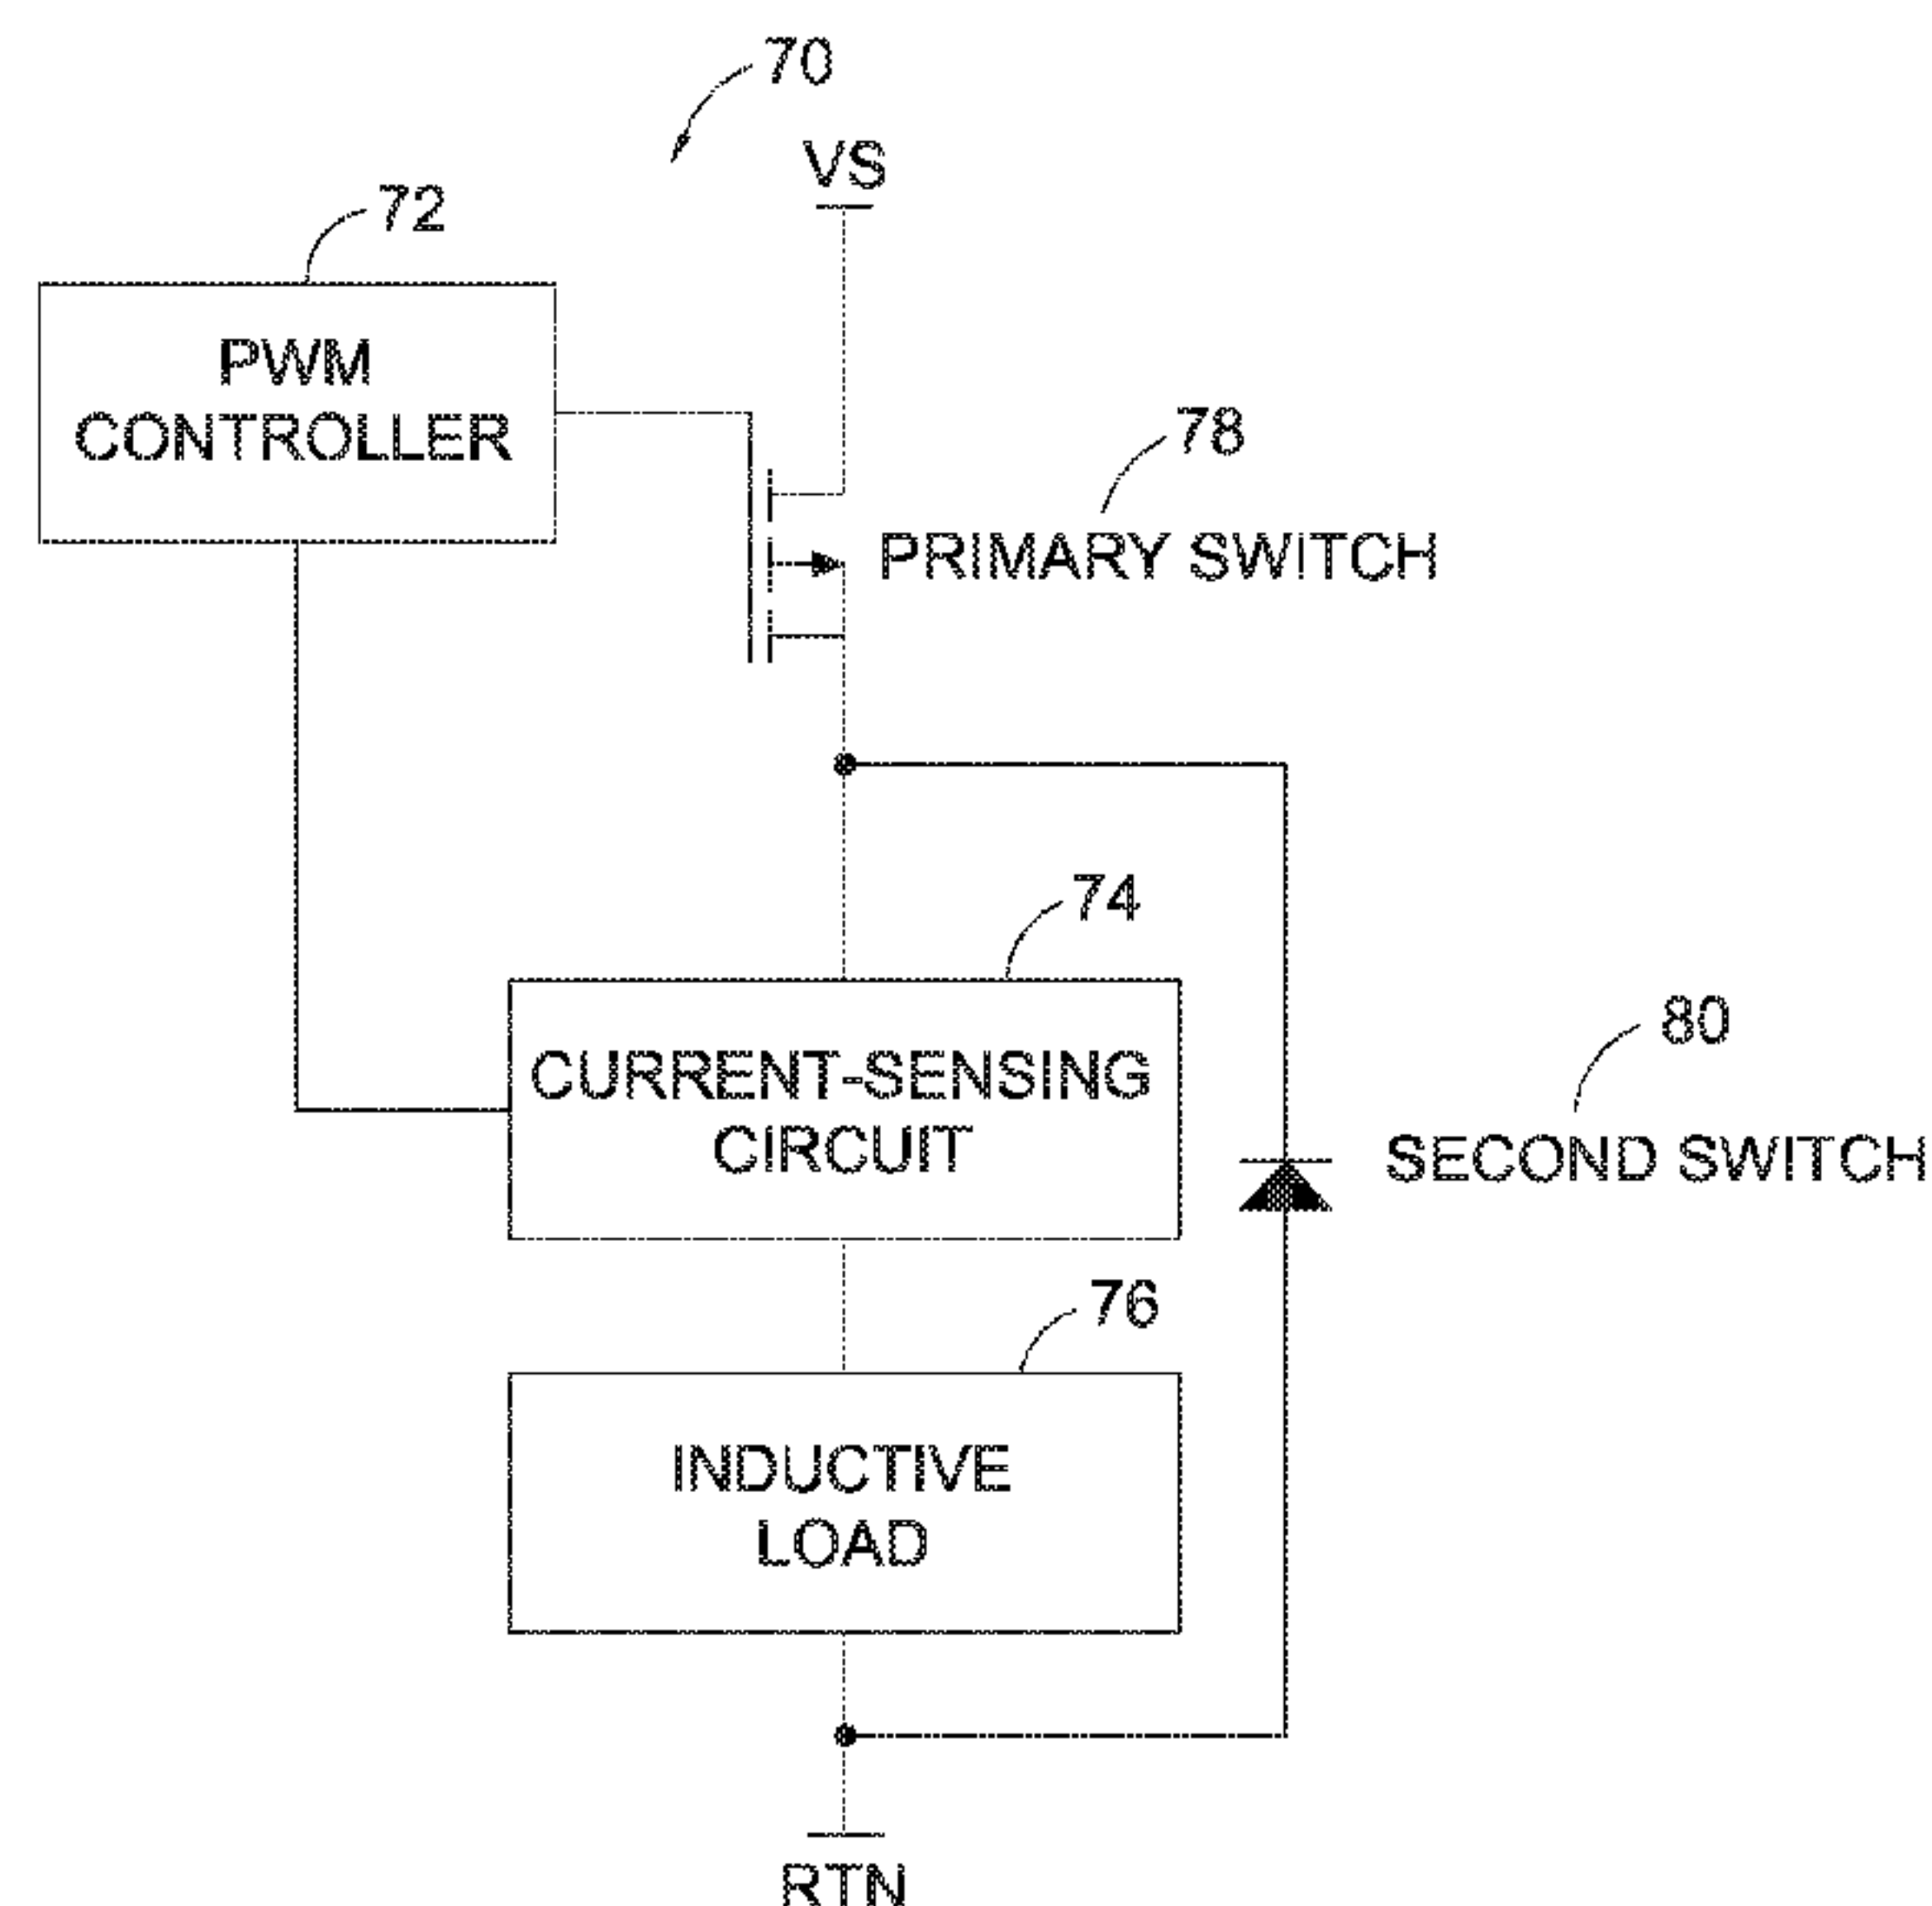 70
VS
72
PWM
CONTROLLER
78
PRIMARY SWITCH
74
CURRENT-SENSING
CIRCUIT
80
SECOND SWITCH
76
INDUCTIVE
LOAD
RTN